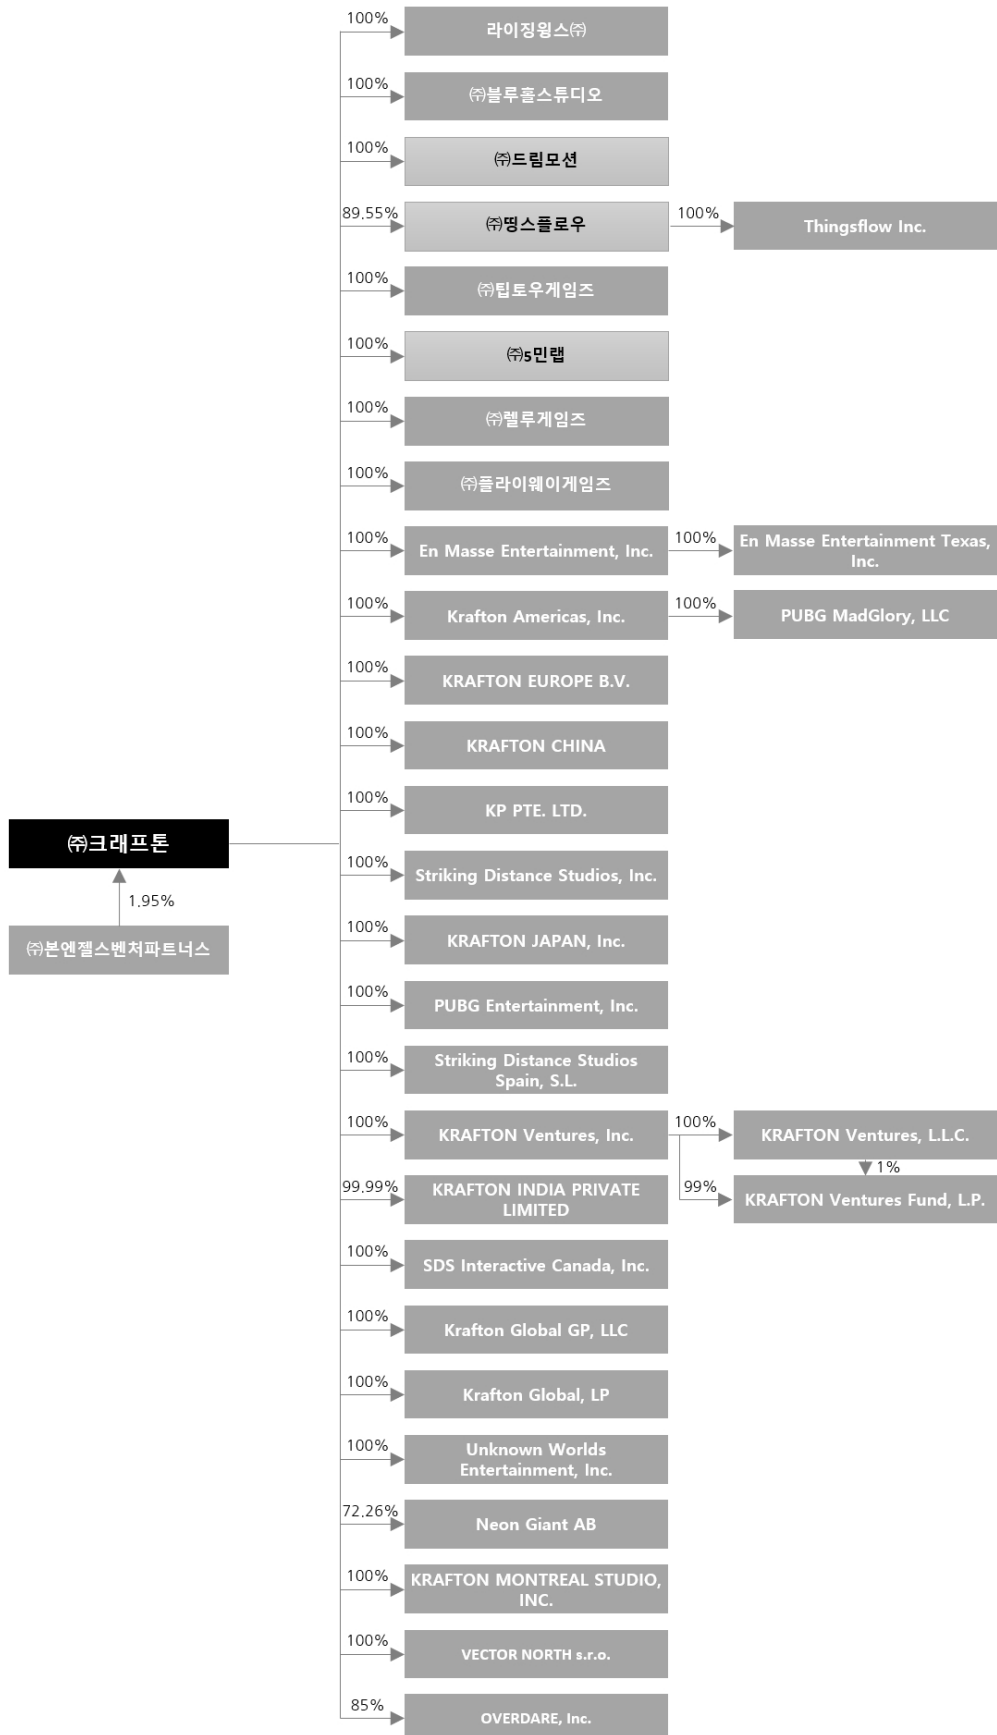 100%
라이징윙스㈜
100%
㈜블루홀스튜디오
100%
㈜드림모션
89.55%
㈜띵스플로우
100%
Thingsflow Inc.
100%
㈜팁토우게임즈
100%
㈜5민랩
100%
㈜렐루게임즈
100%
㈜플라이웨이게임즈
100%
En Masse Entertainment, Inc.
100%
En Masse Entertainment Texas,
Inc.
100%
Krafton Americas, Inc.
100%
PUBG MadGlory, LLC
100%
KRAFTON EUROPE B.V.
100%
KRAFTON CHINA
100%
KP PTE. LTD.
㈜크래프톤
1.95%
㈜본엔젤스벤처파트너스
100%
Striking Distance Studios, Inc.
100%
KRAFTON JAPAN, Inc.
100%
PUBG Entertainment, Inc.
100%
Striking Distance Studios
Spain, S.L.
100%
KRAFTON Ventures, Inc.
100%
KRAFTON Ventures, L.L.C.
1%
99.99%
KRAFTON INDIA PRIVATE
LIMITED
99%
KRAFTON Ventures Fund, L.P.
100%
SDS Interactive Canada, Inc.
100%
Krafton Global GP, LLC
100%
Krafton Global, LP
100%
Unknown Worlds
Entertainment, Inc.
72.26%
Neon Giant AB
100%
KRAFTON MONTREAL STUDIO,
INC.
100%
VECTOR NORTH s.r.o.
85%
OVERDARE, Inc.